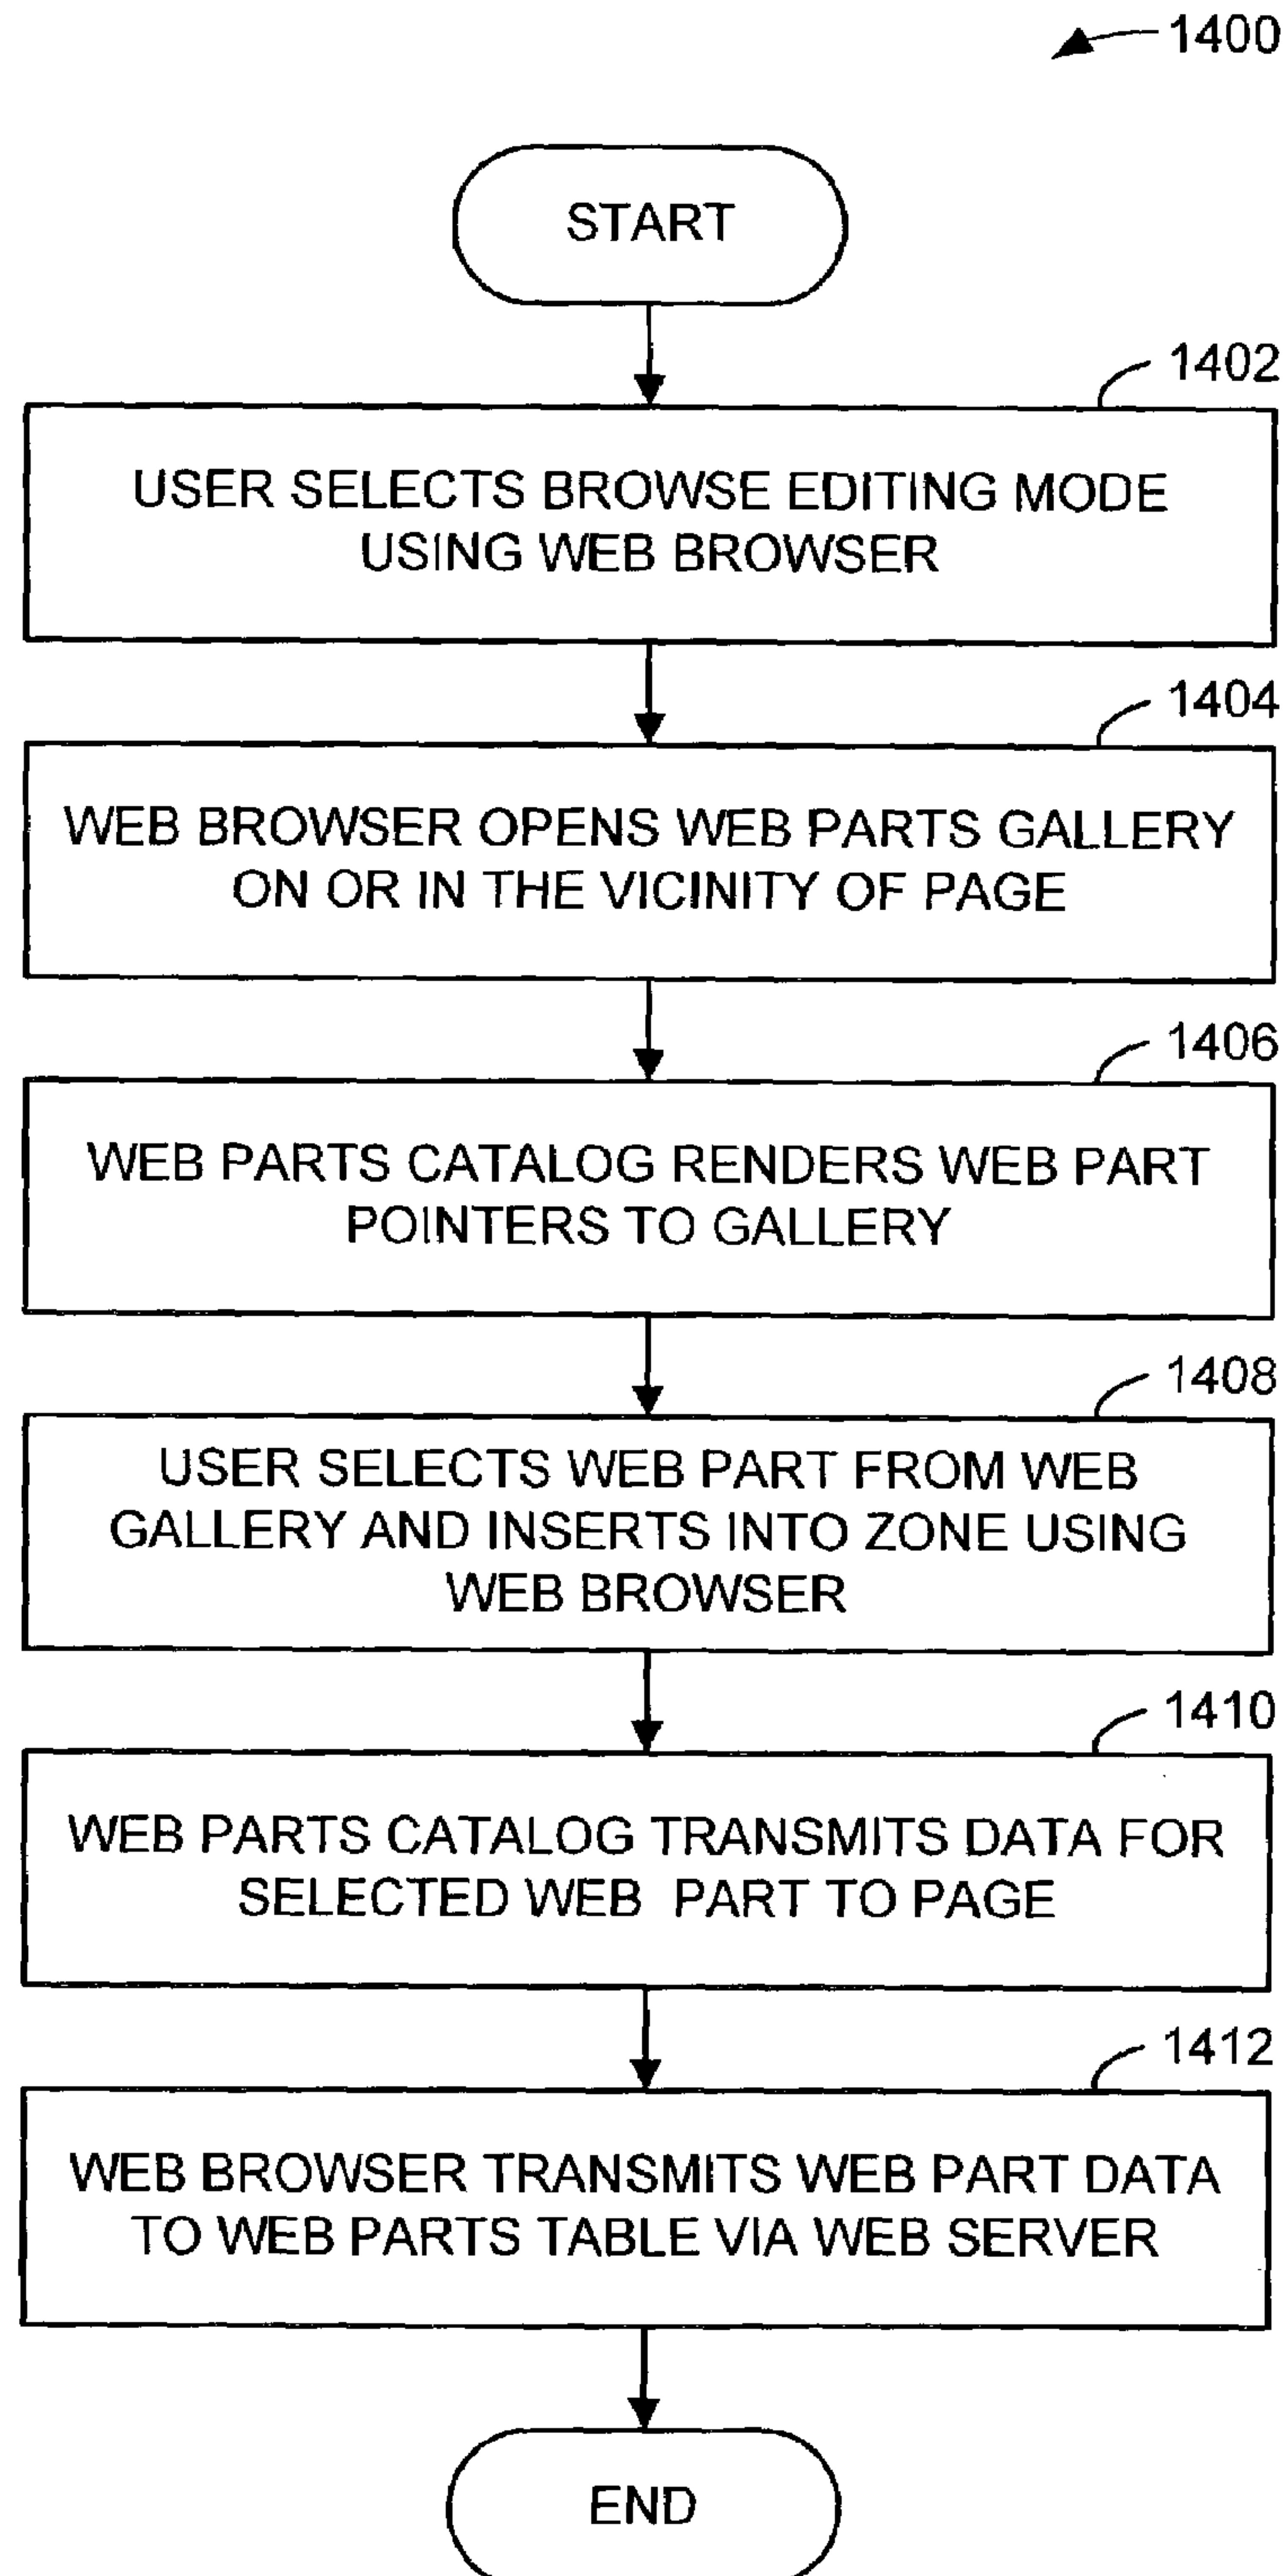 1400
START
1402
USER SELECTS BROWSE EDITING MODE
USING WEB BROWSER
1404
WEB BROWSER OPENS WEB PARTS GALLERY
ON OR IN THE VICINITY OF PAGE
1406
WEB PARTS CATALOG RENDERS WEB PART
POINTERS TO GALLERY
1408
USER SELECTS WEB PART FROM WEB
GALLERY AND INSERTS INTO ZONE USING
WEB BROWSER
1410
WEB PARTS CATALOG TRANSMITS DATA FOR
SELECTED WEB PART TO PAGE
1412
WEB BROWSER TRANSMITS WEB PART DATA
TO WEB PARTS TABLE VIA WEB SERVER
END